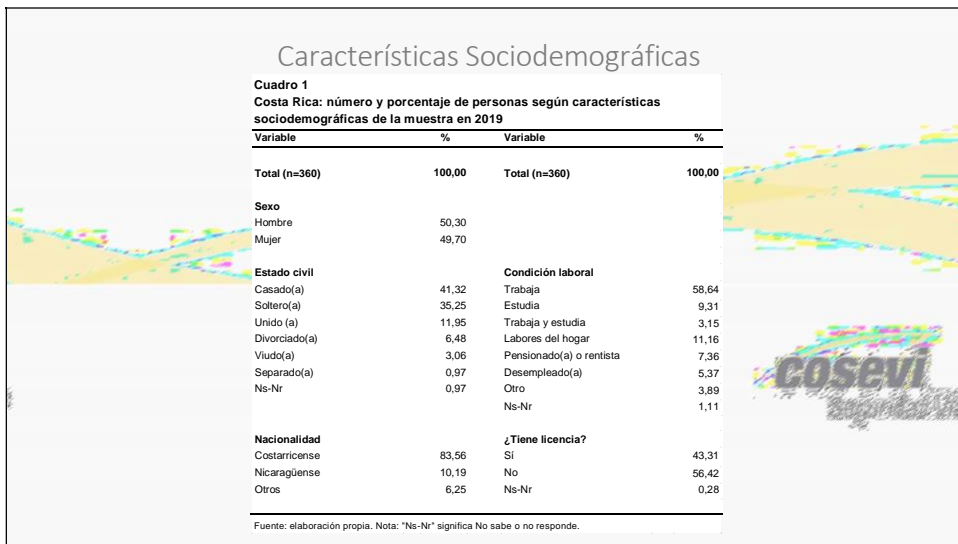 Características Sociodemográficas
Cuadro 1
Costa Rica: número y porcentaje de personas según características
sociodemográficas de la muestra en 2019
Variable % Variable %
Total (n=360) 100,00 Total (n=360) 100,00
Sexo
Hombre 50,30
Mujer 49,70
Estado civil Condición laboral
Casado(a) 41,32 Trabaja 58,64
Soltero(a) 35,25 Estudia 9,31
Unido (a) 11,95 Trabaja y estudia 3,15
Divorciado(a) 6,48 Labores del hogar 11,16
Viudo(a) 3,06 Pensionado(a) o rentista 7,36
Separado(a) 0,97 Desempleado(a) 5,37
Ns-Nr 0,97 Otro 3,89
Ns-Nr 1,11
Nacionalidad ¿Tiene licencia?
Costarricense 83,56 Sí 43,31
Nicaragüense 10,19 No 56,42
Otros 6,25 Ns-Nr 0,28
Fuente: elaboración propia. Nota: "Ns-Nr" significa No sabe o no responde.
cosevi
Seguridad